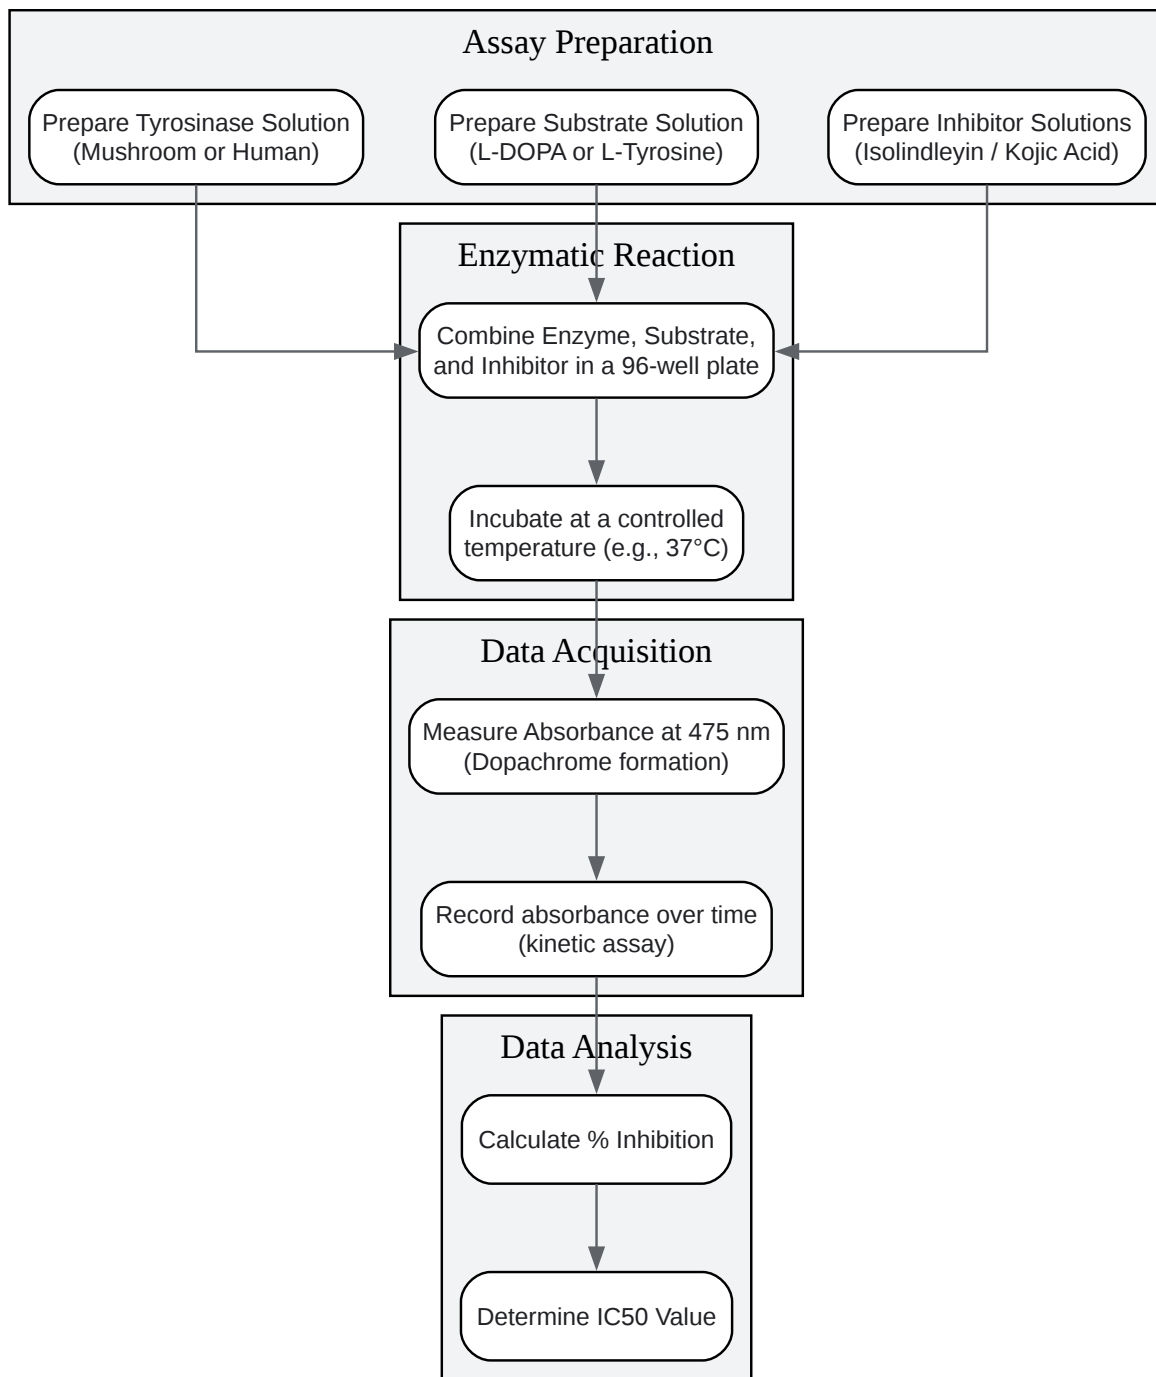 Assay Preparation
Prepare Tyrosinase Solution
(Mushroom or Human)
Prepare Substrate Solution
(L-DOPA or L-Tyrosine)
Prepare Inhibitor Solutions
(Isolindleyin / Kojic Acid)
Enzymatic Reaction
Combine Enzyme, Substrate,
and Inhibitor in a 96-well plate
Incubate at a controlled
temperature (e.g., 37°C)
Data Acquisition
Measure Absorbance at 475 nm
(Dopachrome formation)
Record absorbance over time
(kinetic assay)
Data Analysis
Calculate % Inhibition
Determine IC50 Value